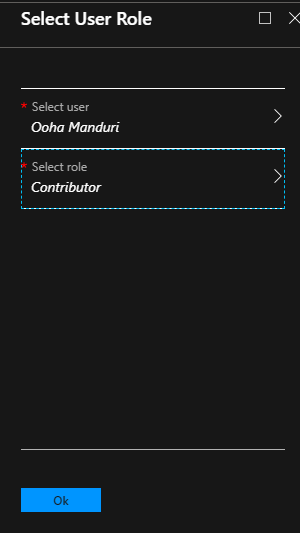 Select User Role
* Select user
Ooha Manduri
* Select role
Contributor
Ok